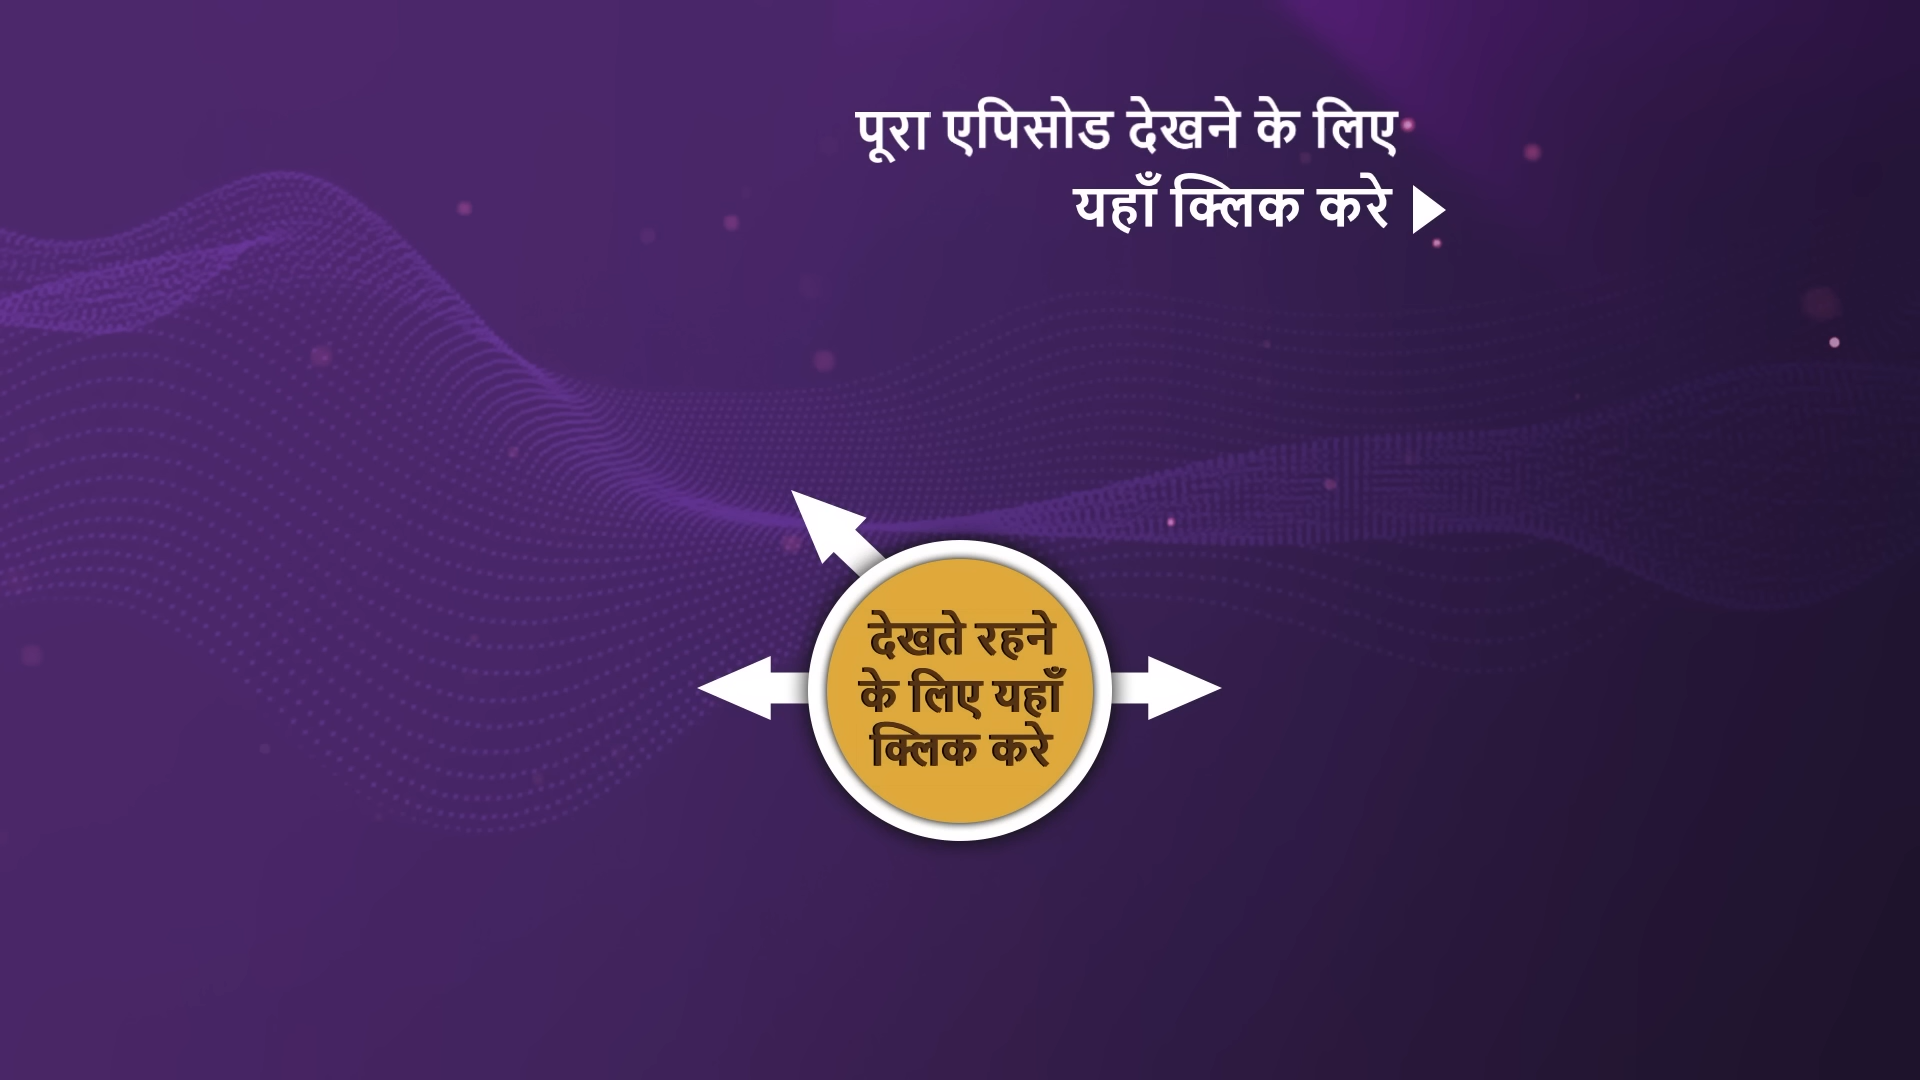 पूरा एपिसोड देखने के लिए
यहाँ क्लिक करे
देखते रहने
के लिए यहाँ
क्लिक करे